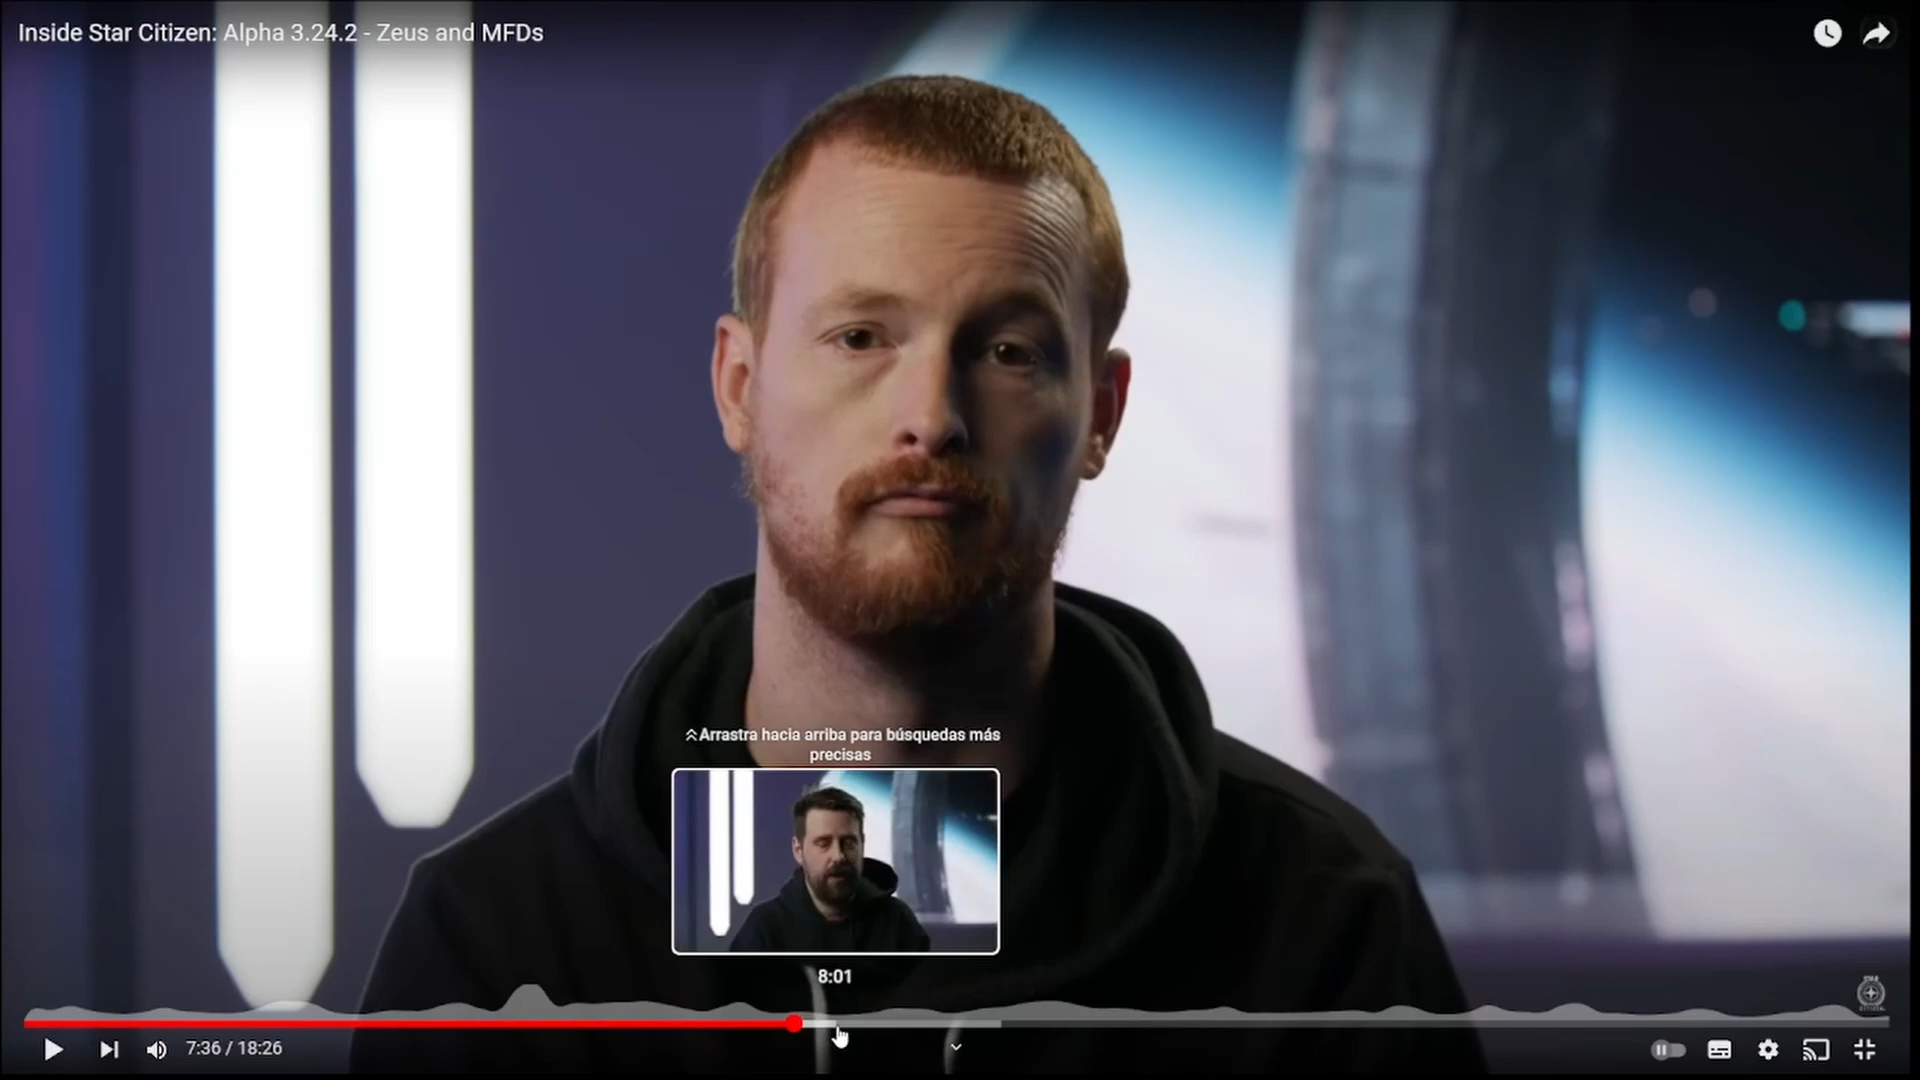 Inside Star Citizen: Alpha 3.24.2 - Zeus and MFDs
Arrastra hacia arriba para búsquedas más
precisas
8:01
7:36 / 18:26